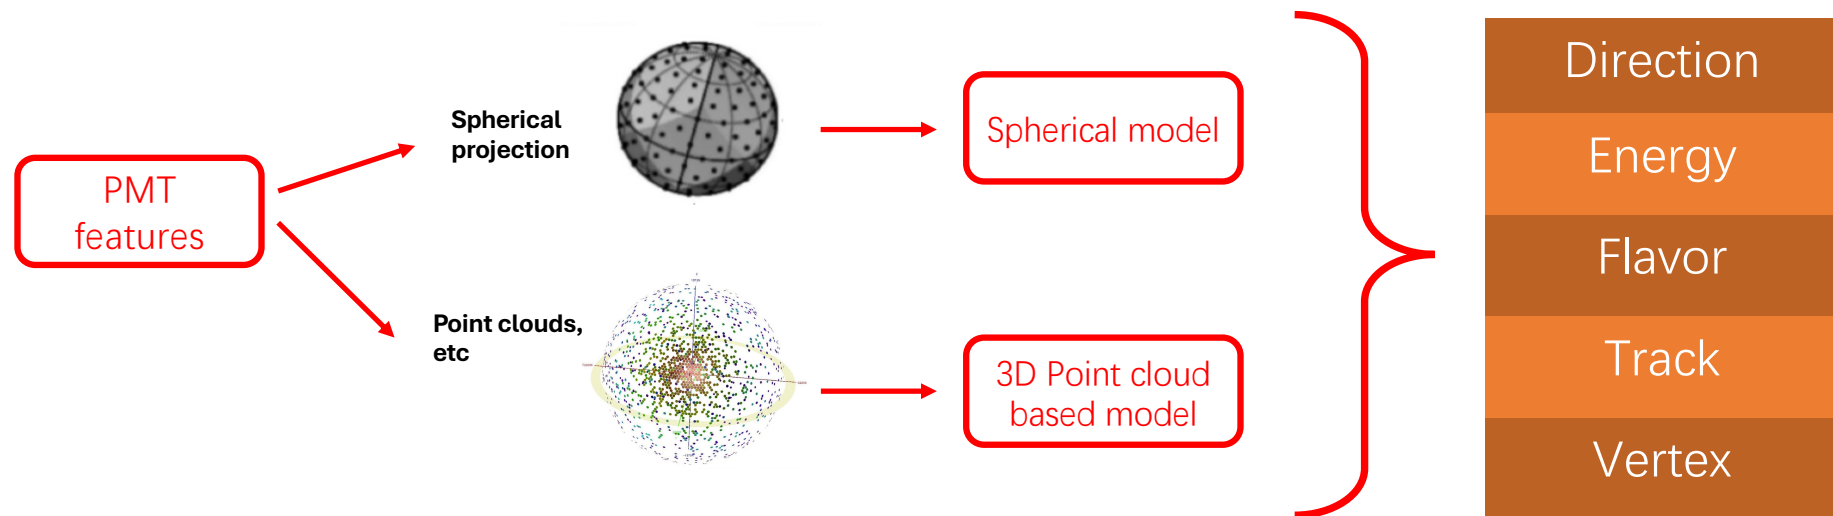 PMT
features
Spherical
projection
Spherical model
Point clouds,
etc
3D Point cloud
based model
Direction
Energy
Flavor
Track
Vertex